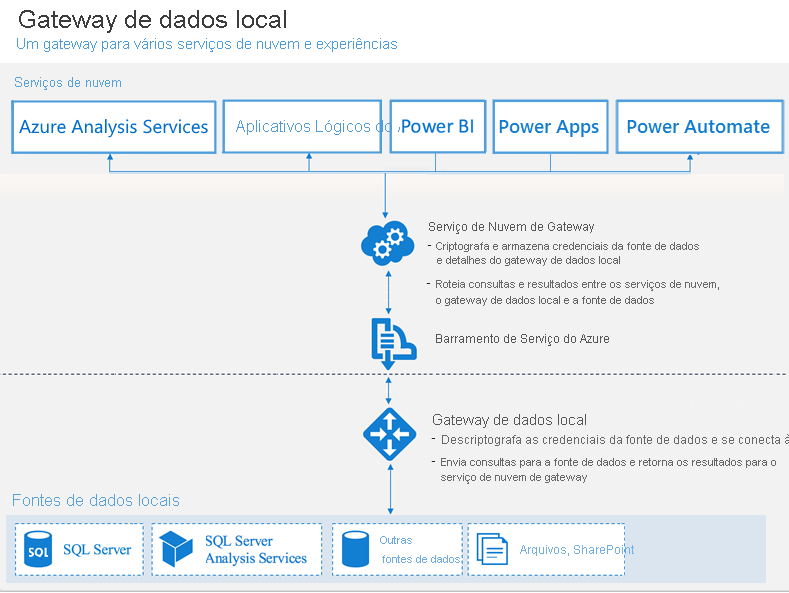 Gateway de dados local
Um gateway para vários serviços de nuvem e experiências
Serviços de nuvem
Azure Analysis Services
Aplicativos Lógicos do
Power BI
Power Apps
Power Automate
Serviço de Nuvem de Gateway
- Criptografa e armazena credenciais da fonte de dados
e detalhes do gateway de dados local
- Roteia consultas e resultados entre os serviços de nuvem,
o gateway de dados local e a fonte de dados
Barramento de Serviço do Azure
Gateway de dados local
- Descriptografa as credenciais da fonte de dados e se conecta à
- Envia consultas para a fonte de dados e retorna os resultados para o
serviço de nuvem de gateway
Fontes de dados locais
SQL
SQL Server
SQL Server
Analysis Services
Outras
fontes de dados
Arquivos, SharePoint